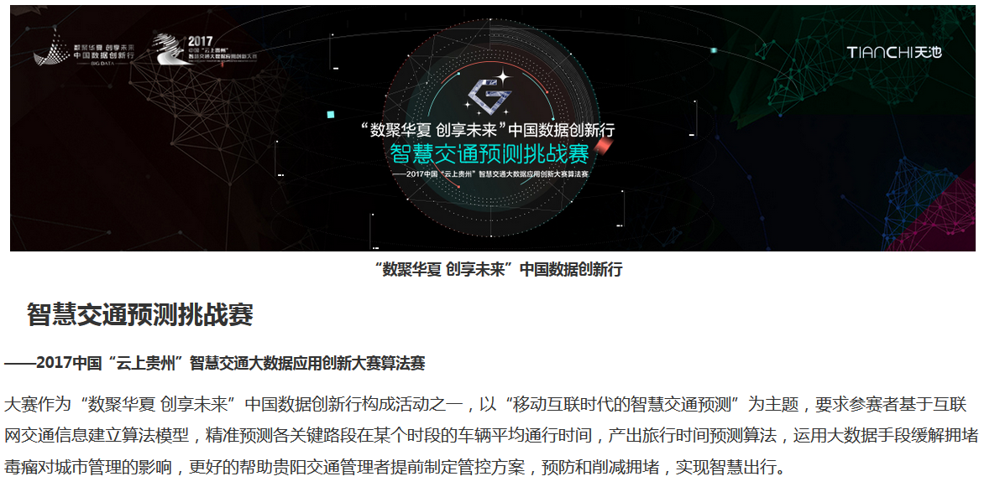 数聚华夏 创享未来
中国数据创新行
BIG DATA
2017
中国“云上贵州”
智慧交通大数据应用创新大赛
TIANCHI天池
“数聚华夏 创享未来”中国数据创新行
智慧交通预测挑战赛
——2017中国“云上贵州”智慧交通大数据应用创新大赛算法赛
“数聚华夏 创享未来”中国数据创新行
智慧交通预测挑战赛
——2017中国“云上贵州”智慧交通大数据应用创新大赛算法赛
大赛作为“数聚华夏 创享未来”中国数据创新行构成活动之一，以“移动互联时代的智慧交通预测”为主题，要求参赛者基于互联
网交通信息建立算法模型，精准预测各关键路段在某个时段的车辆平均通行时间，产出旅行时间预测算法，运用大数据手段缓解拥堵
毒瘤对城市管理的影响，更好的帮助贵阳交通管理者提前制定管控方案，预防和削减拥堵，实现智慧出行。